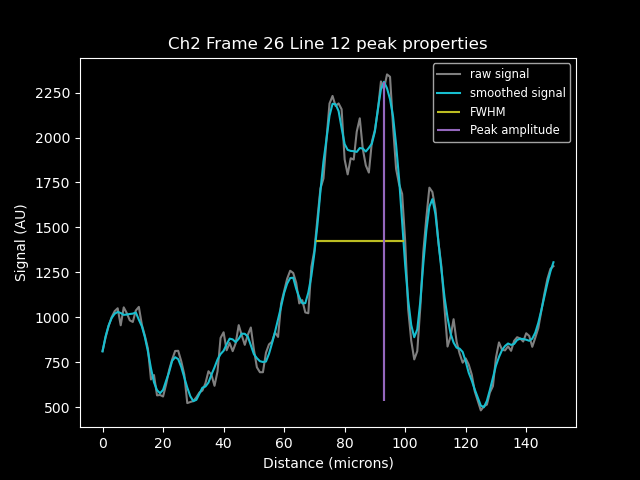 Ch2 Frame 26 Line 12 peak properties
raw signal
smoothed signal
FWHM
Peak amplitude
Signal (AU)
2250
2000
1750
1500
1250
1000
750
500
0 20 40 60 80 100 120 140
Distance (microns)